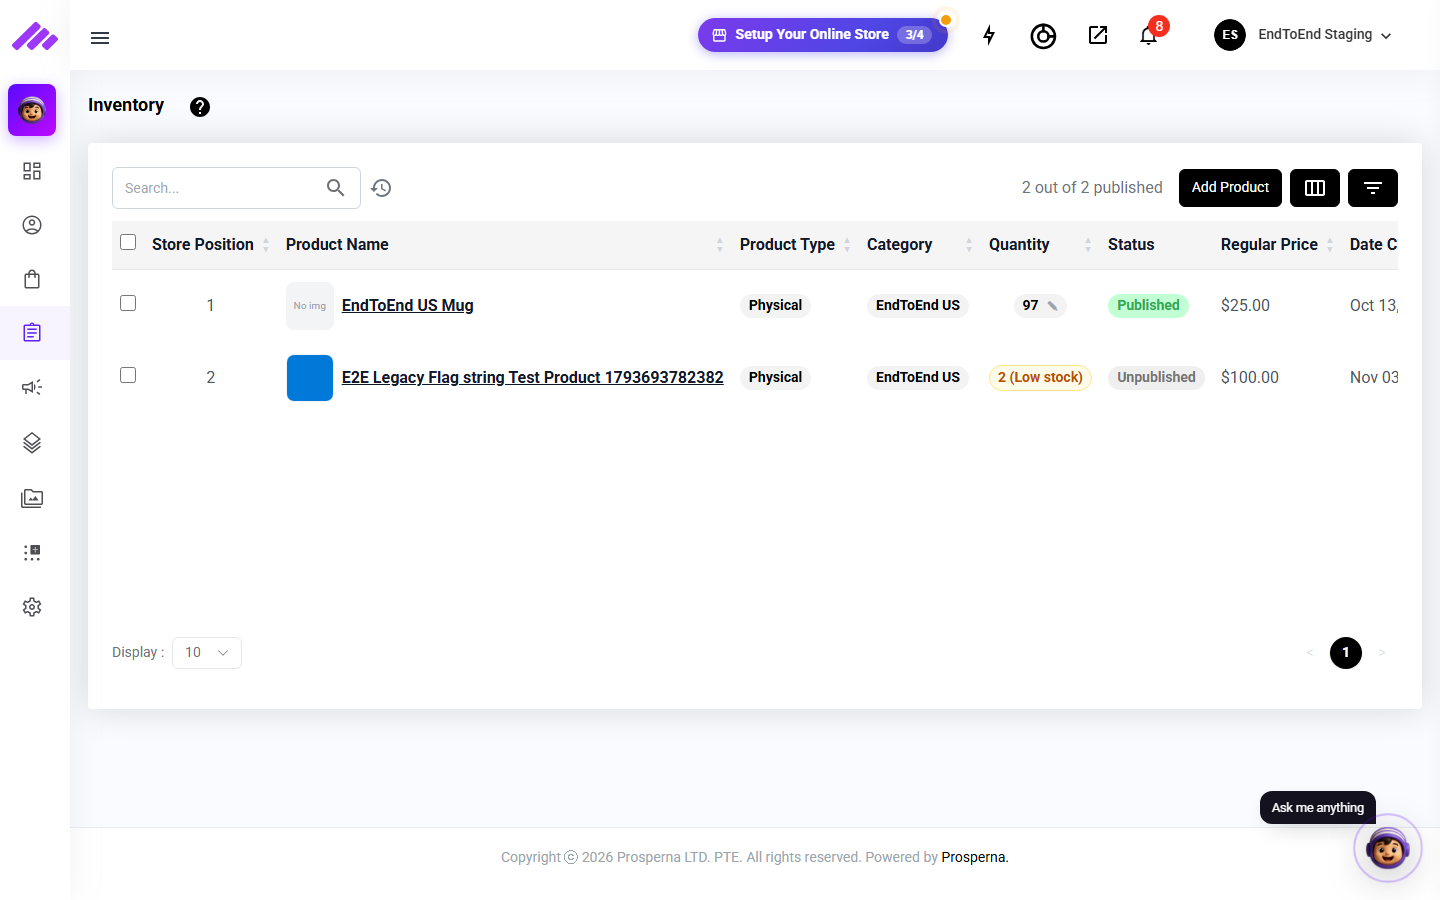 Setup Your Online Store 3/4
8
ES EndToEnd Staging
Inventory ?
Search...
2 out of 2 published
Add Product
Store Position Product Name Product Type Category Quantity Status Regular Price Date C
1 No img EndToEnd US Mug Physical EndToEnd US 97 Published $25.00 Oct 13,
2 E2E Legacy Flag string Test Product 1793693782382 Physical EndToEnd US 2 (Low stock) Unpublished $100.00 Nov 03
Display : 10
< 1 >
Ask me anything
Copyright © 2026 Prosperna LTD. PTE. All rights reserved. Powered by Prosperna.